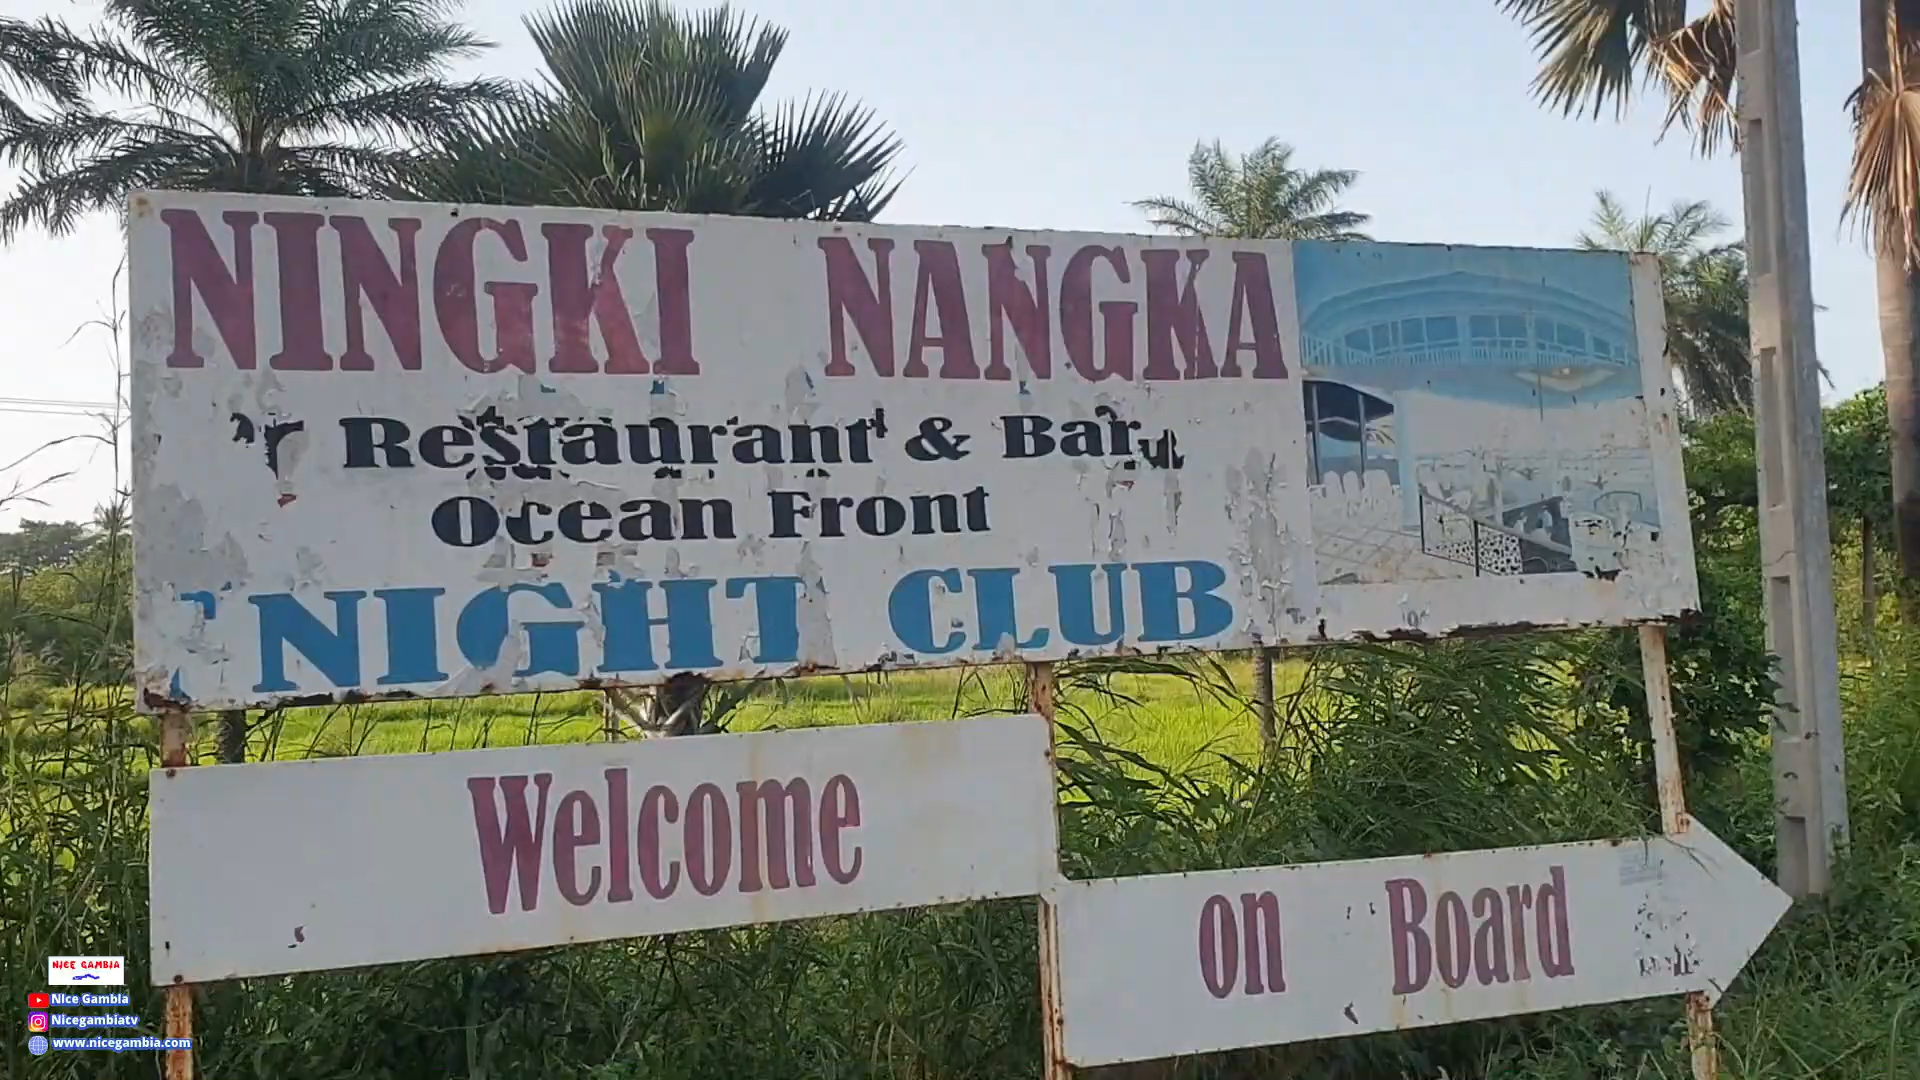 NINGKI NANGKA
Restaurant & Bar
Ocean Front
NIGHT CLUB
Welcome
on Board
NICE GAMBIA
Nice Gambia
Nicegambiatv
www.nicegambia.com